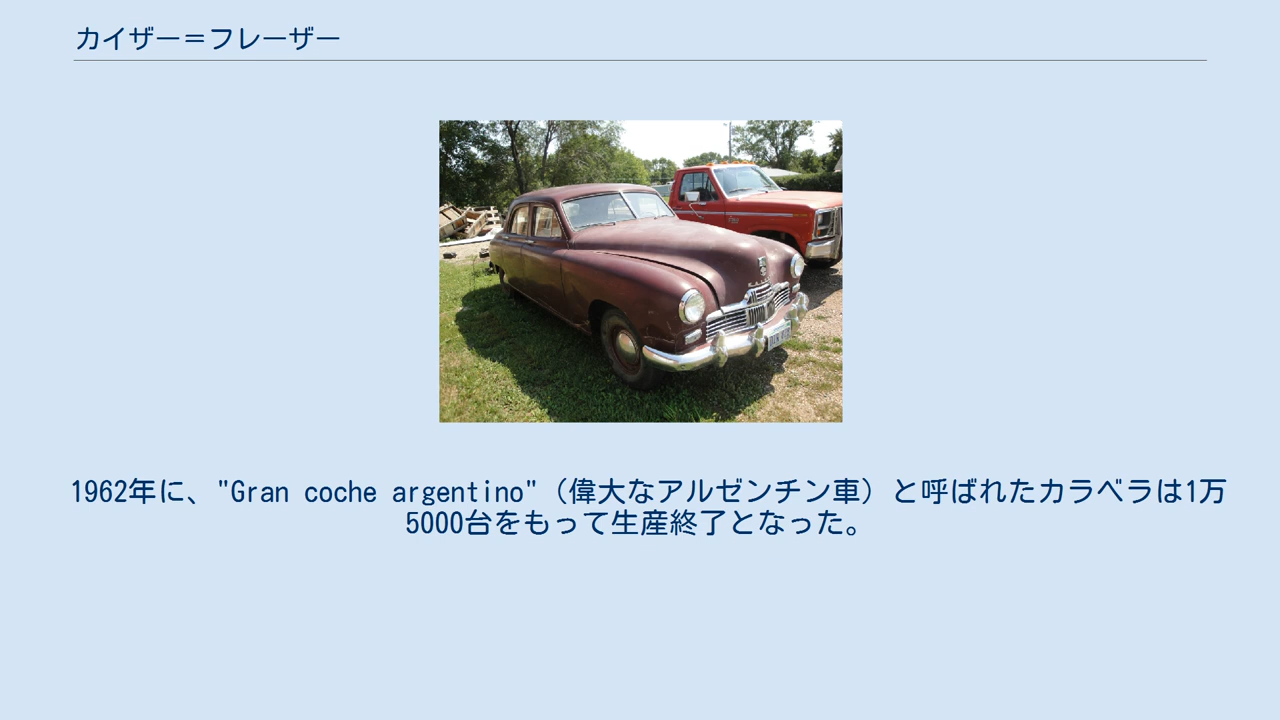 カイザー＝フレーザー
1962年に、"Gran coche argentino"（偉大なアルゼンチン車）と呼ばれたカラベラは1万
5000台をもって生産終了となった。